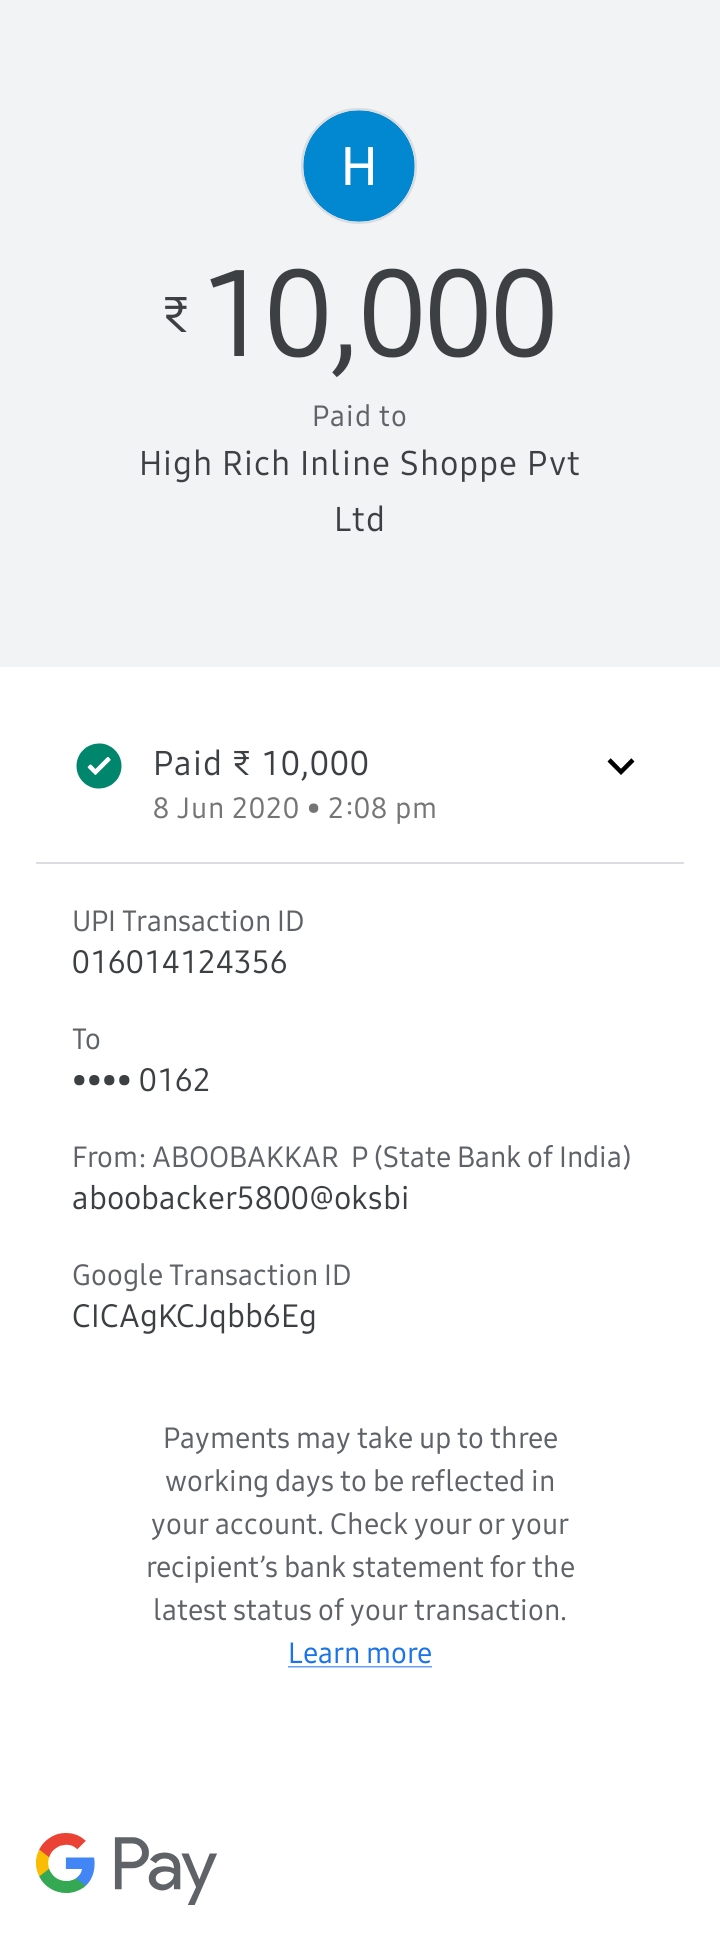 H
₹ 10,000
Paid to
High Rich Inline Shoppe Pvt
Ltd
Paid ₹ 10,000
8 Jun 2020 • 2:08 pm
UPI Transaction ID
016014124356
To
•••• 0162
From: ABOOBAKKAR  P (State Bank of India)
aboobacker5800@oksbi
Google Transaction ID
CICAgKCJqbb6Eg
Payments may take up to three
working days to be reflected in
your account. Check your or your
recipient’s bank statement for the
latest status of your transaction.
Learn more
G Pay